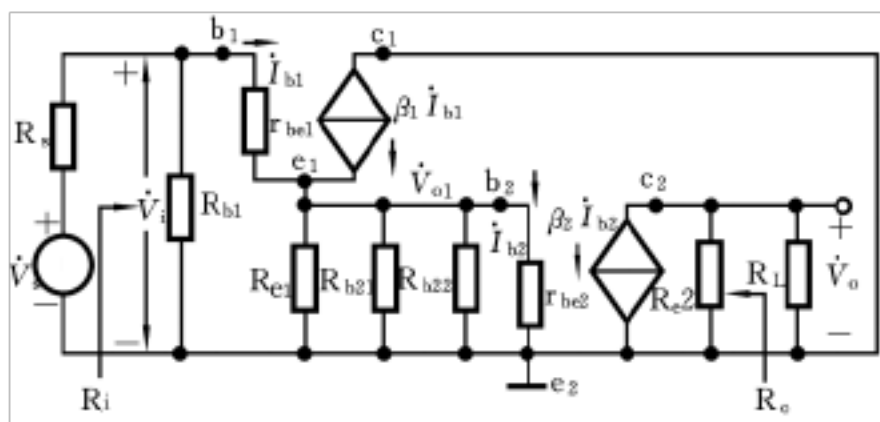 b₁
c₁
+
İb1
β₁ İb1
Rs
rbe1
e₁
V̇o1
b₂
c₂
V̇i
Rb1
β₂ İb2
+
İb2
+
V̇
Re1
Rb21
Rb22
rbe2
Rc2
RL
V̇o
−
−
−
Ri
e₂
Ro